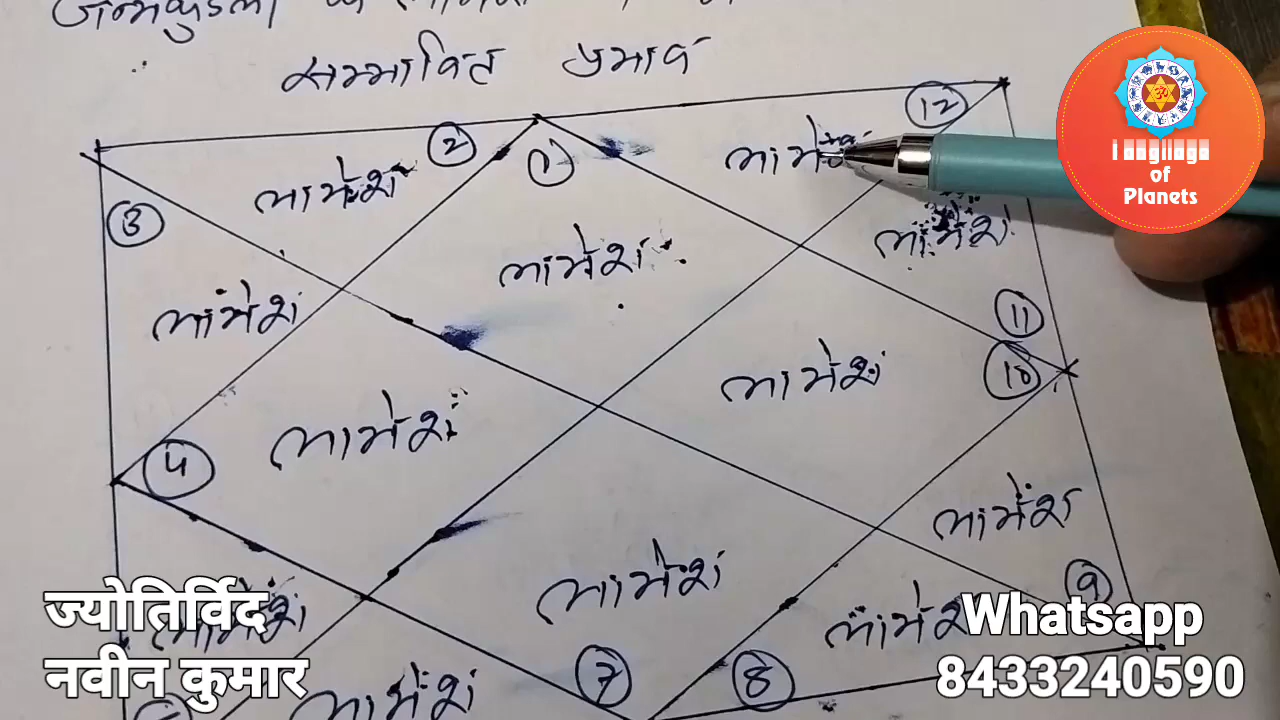 सम्भावित प्रभाव
12
2
1
लाभेश
लाभेश
3
लाभेश
लाभेश
लाभेश
11
लाभेश
10
लाभेश
4
लाभेश
9
लाभेश
लाभेश
लाभेश
7
8
लाभेश
of
Planets
ज्योतिर्विद
नवीन कुमार
Whatsapp
8433240590